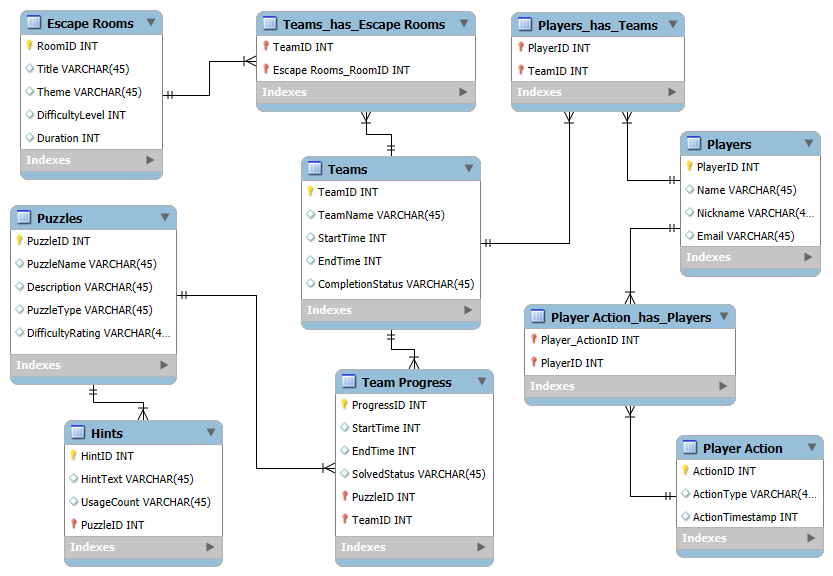 Escape Rooms
RoomID INT
Title VARCHAR(45)
Theme VARCHAR(45)
DifficultyLevel INT
Duration INT
Indexes
Teams_has_Escape Rooms
TeamID INT
Escape Rooms_RoomID INT
Indexes
Players_has_Teams
PlayerID INT
TeamID INT
Indexes
Players
PlayerID INT
Name VARCHAR(45)
Nickname VARCHAR(4...
Email VARCHAR(45)
Indexes
Teams
TeamID INT
TeamName VARCHAR(45)
StartTime INT
EndTime INT
CompletionStatus VARCHAR(45)
Indexes
Puzzles
PuzzleID INT
PuzzleName VARCHAR(45)
Description VARCHAR(45)
PuzzleType VARCHAR(45)
DifficultyRating VARCHAR(4...
Indexes
Player Action_has_Players
Player_ActionID INT
PlayerID INT
Indexes
Team Progress
ProgressID INT
StartTime INT
EndTime INT
SolvedStatus VARCHAR(45)
PuzzleID INT
TeamID INT
Indexes
Hints
HintID INT
HintText VARCHAR(45)
UsageCount VARCHAR(45)
PuzzleID INT
Indexes
Player Action
ActionID INT
ActionType VARCHAR(4...
ActionTimestamp INT
Indexes